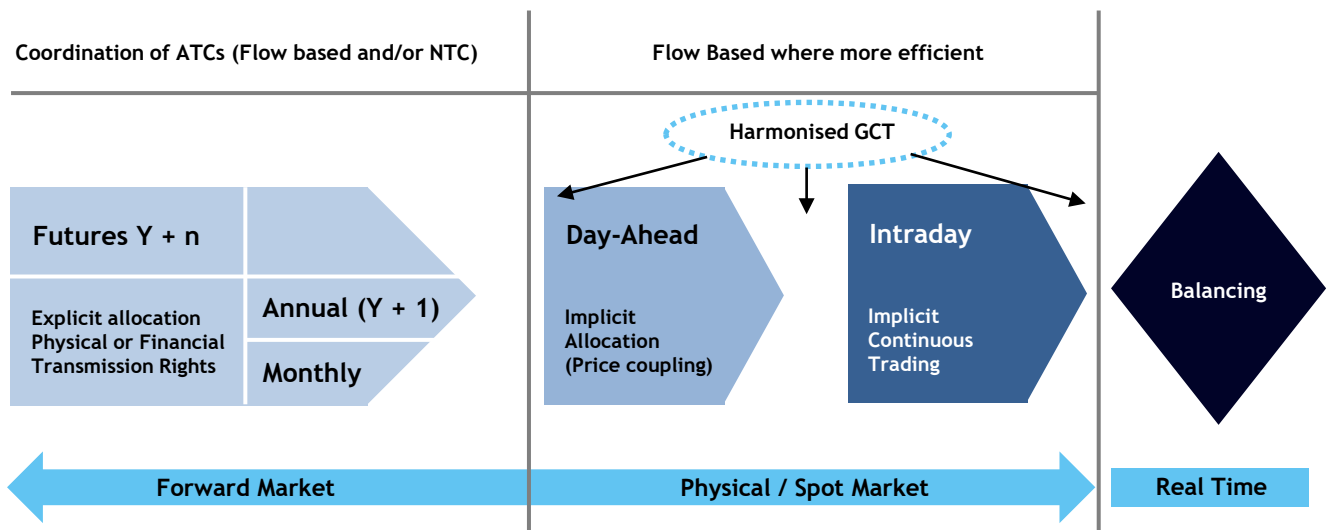 Coordination of ATCs (Flow based and/or NTC)
Flow Based where more efficient
Harmonised GCT
Futures Y + n
Explicit allocation
Physical or Financial
Transmission Rights
Annual (Y + 1)
Monthly
Day-Ahead
Implicit
Allocation
(Price coupling)
Intraday
Implicit
Continuous
Trading
Balancing
Forward Market
Physical / Spot Market
Real Time